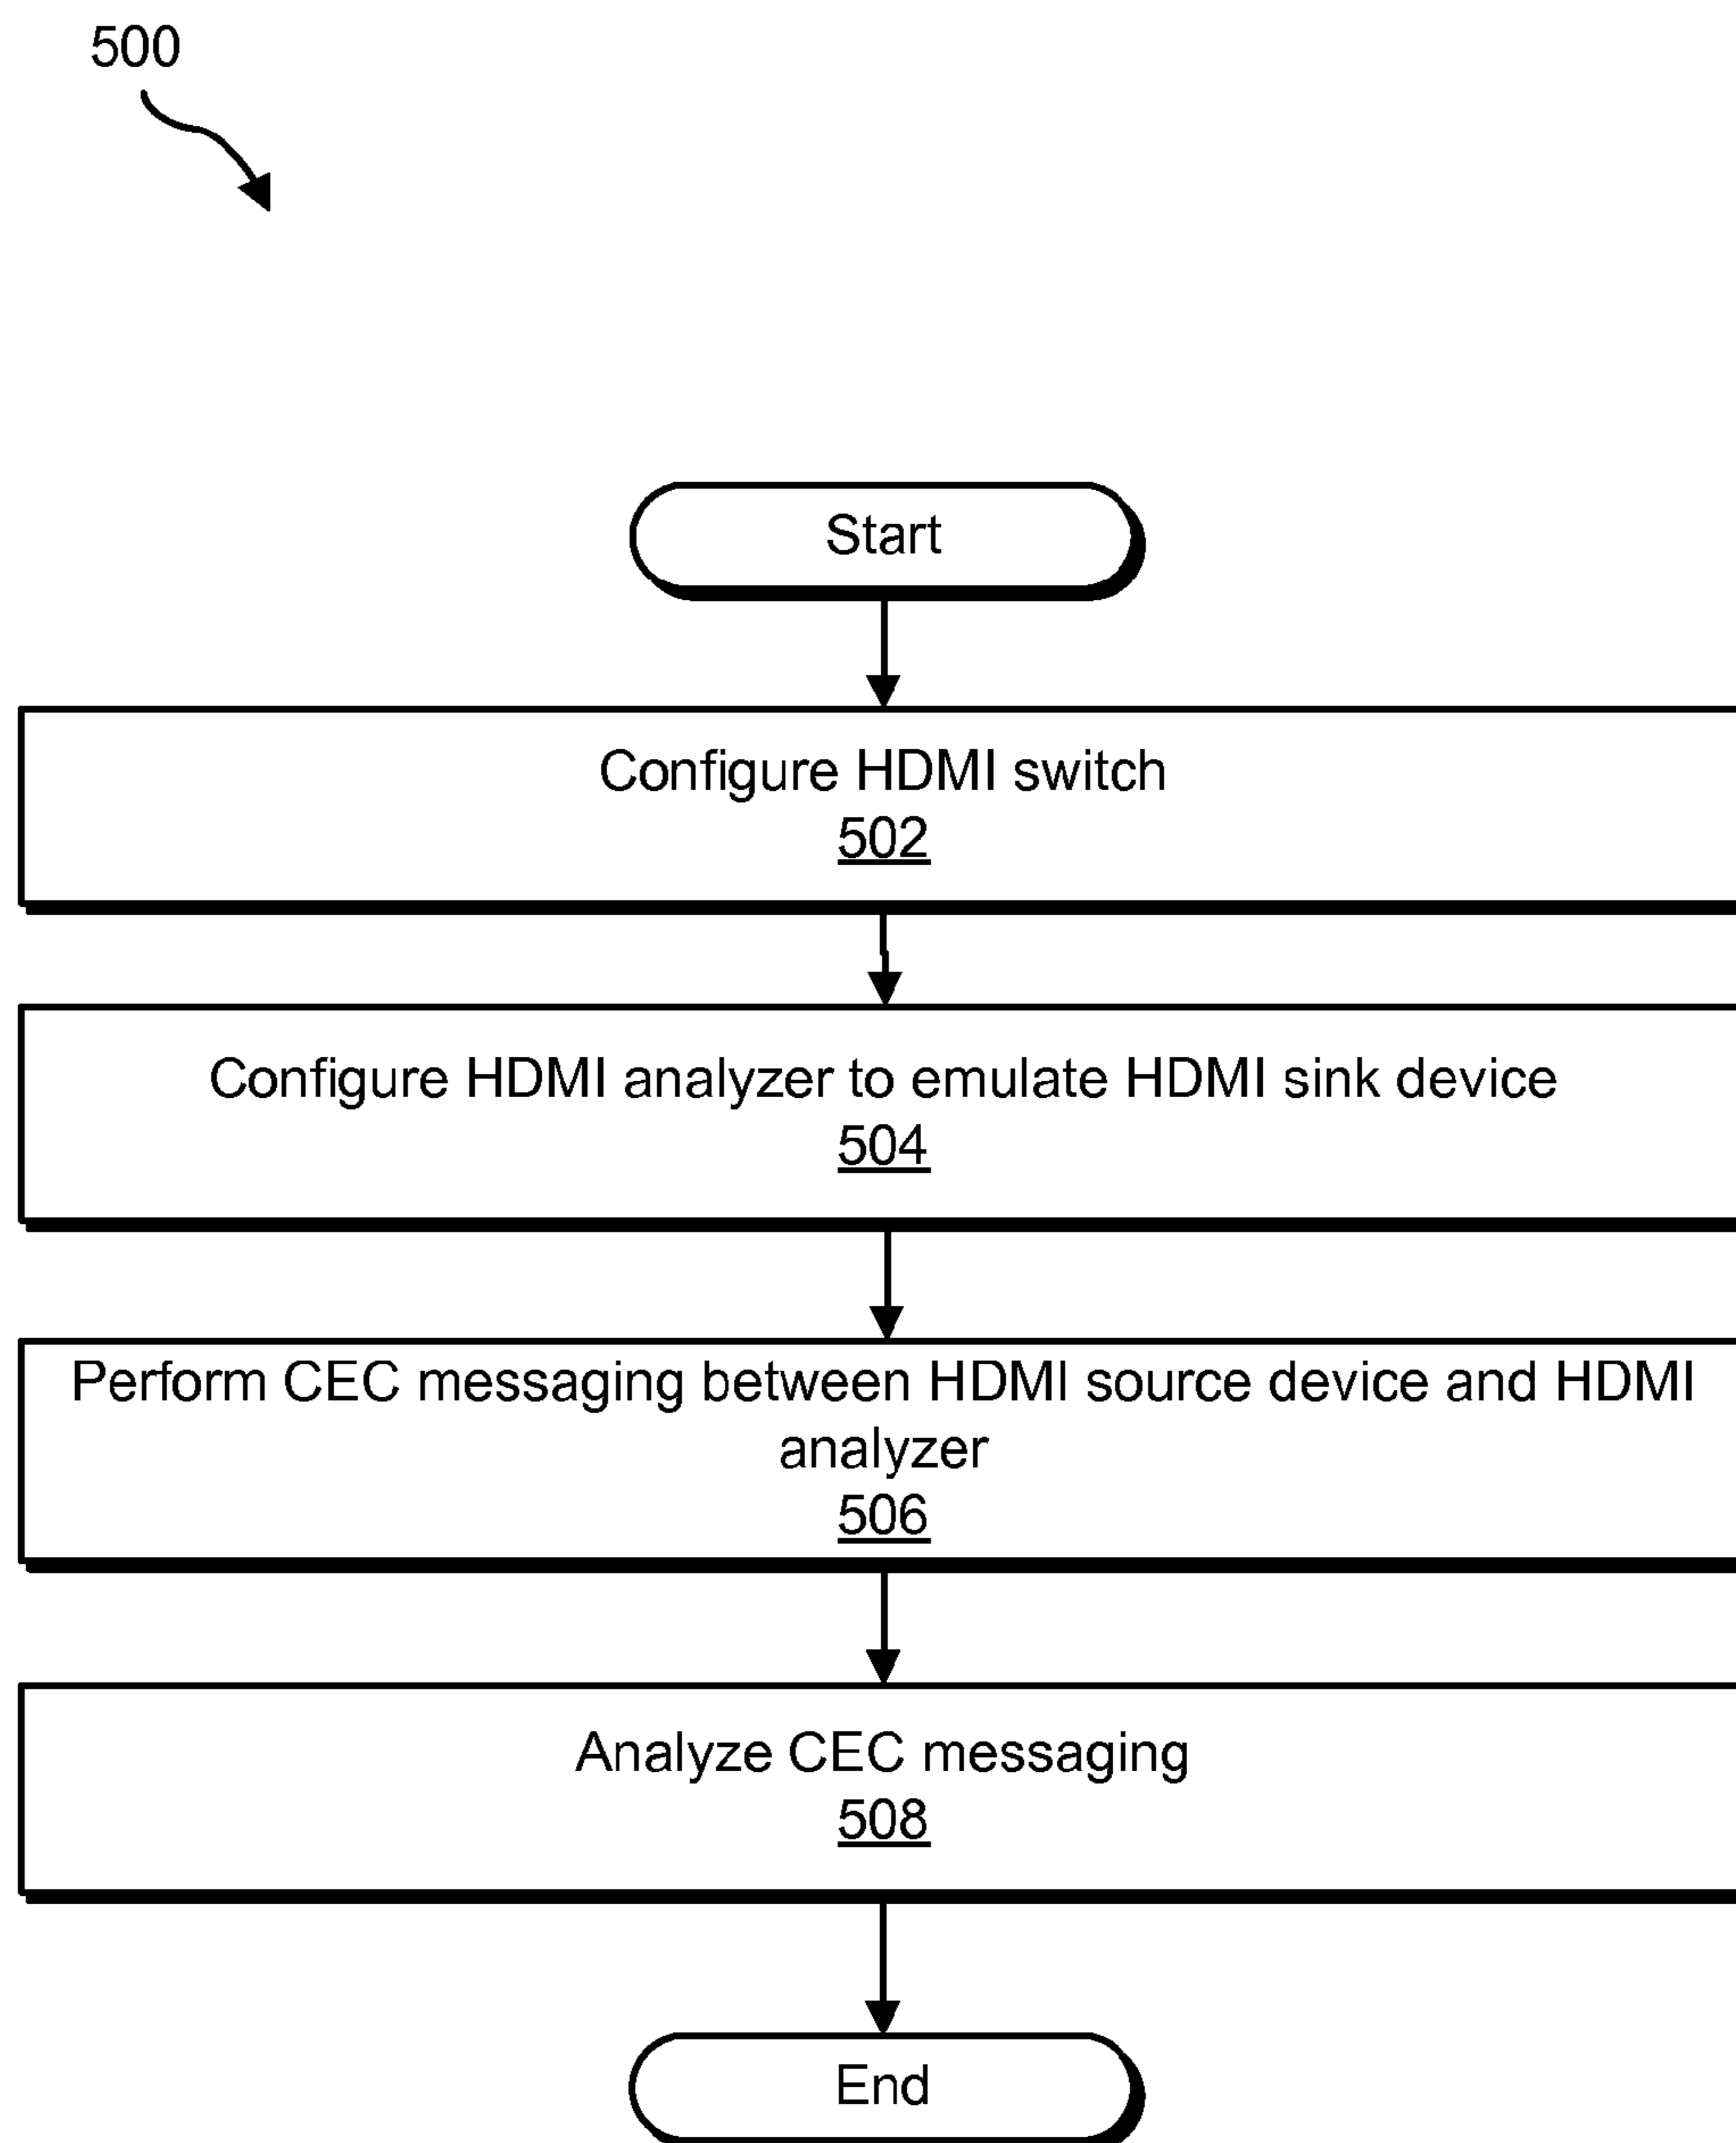 500
Start
Configure HDMI switch
502
Configure HDMI analyzer to emulate HDMI sink device
504
Perform CEC messaging between HDMI source device and HDMI
analyzer
506
Analyze CEC messaging
508
End